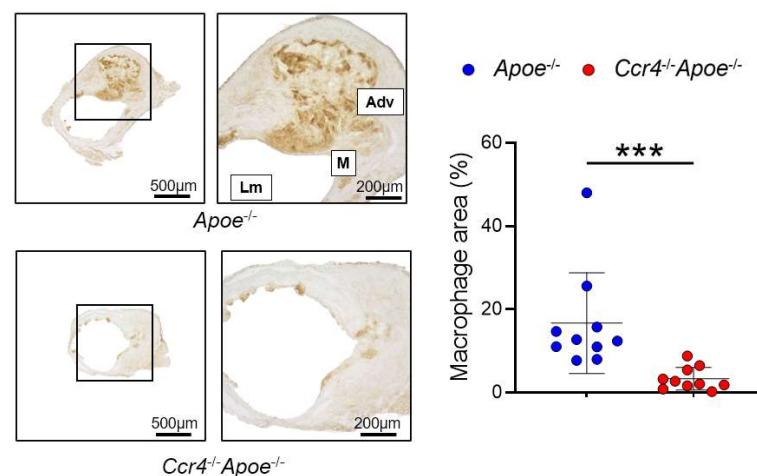 Adv
M
Lm
500µm
200µm
Apoe⁻/⁻
500µm
200µm
Ccr4⁻/⁻Apoe⁻/⁻
Apoe⁻/⁻ Ccr4⁻/⁻Apoe⁻/⁻
Macrophage area (%)
60
40
20
0
***